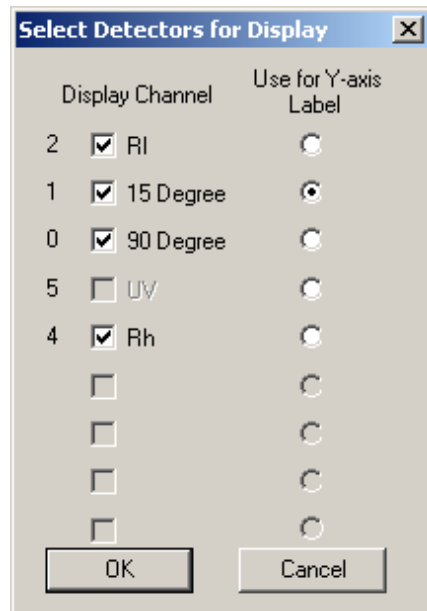 Select Detectors for Display
Display Channel
Use for Y-axis
Label
2 RI
1 15 Degree
0 90 Degree
5 UV
4 Rh
OK Cancel